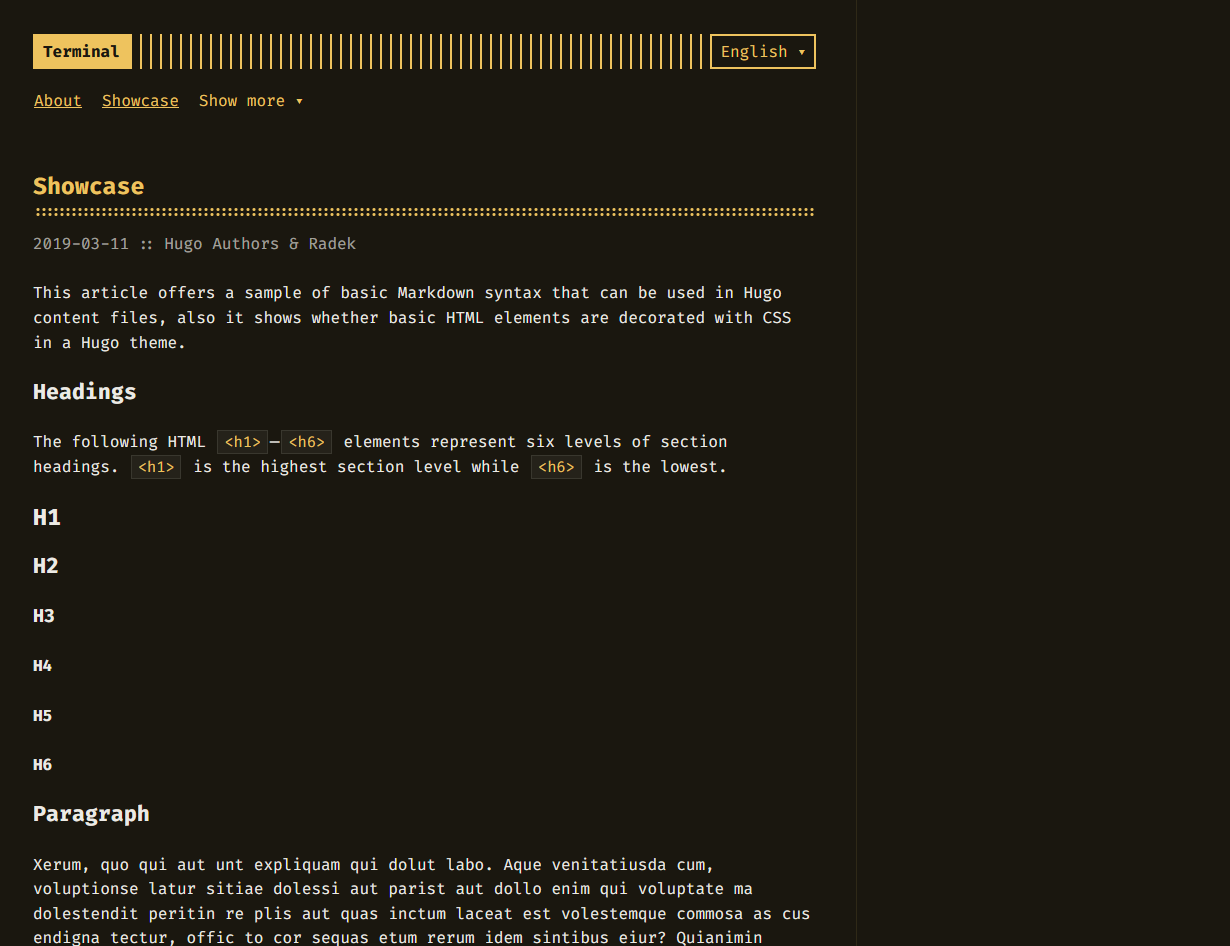 Terminal
English ▾
About Showcase Show more ▾
Showcase
2019-03-11 :: Hugo Authors & Radek
This article offers a sample of basic Markdown syntax that can be used in Hugo
content files, also it shows whether basic HTML elements are decorated with CSS
in a Hugo theme.
Headings
The following HTML <h1>—<h6> elements represent six levels of section
headings. <h1> is the highest section level while <h6> is the lowest.
H1
H2
H3
H4
H5
H6
Paragraph
Xerum, quo qui aut unt expliquam qui dolut labo. Aque venitatiusda cum,
voluptionse latur sitiae dolessi aut parist aut dollo enim qui voluptate ma
dolestendit peritin re plis aut quas inctum laceat est volestemque commosa as cus
endigna tectur, offic to cor sequas etum rerum idem sintibus eiur? Quianimin